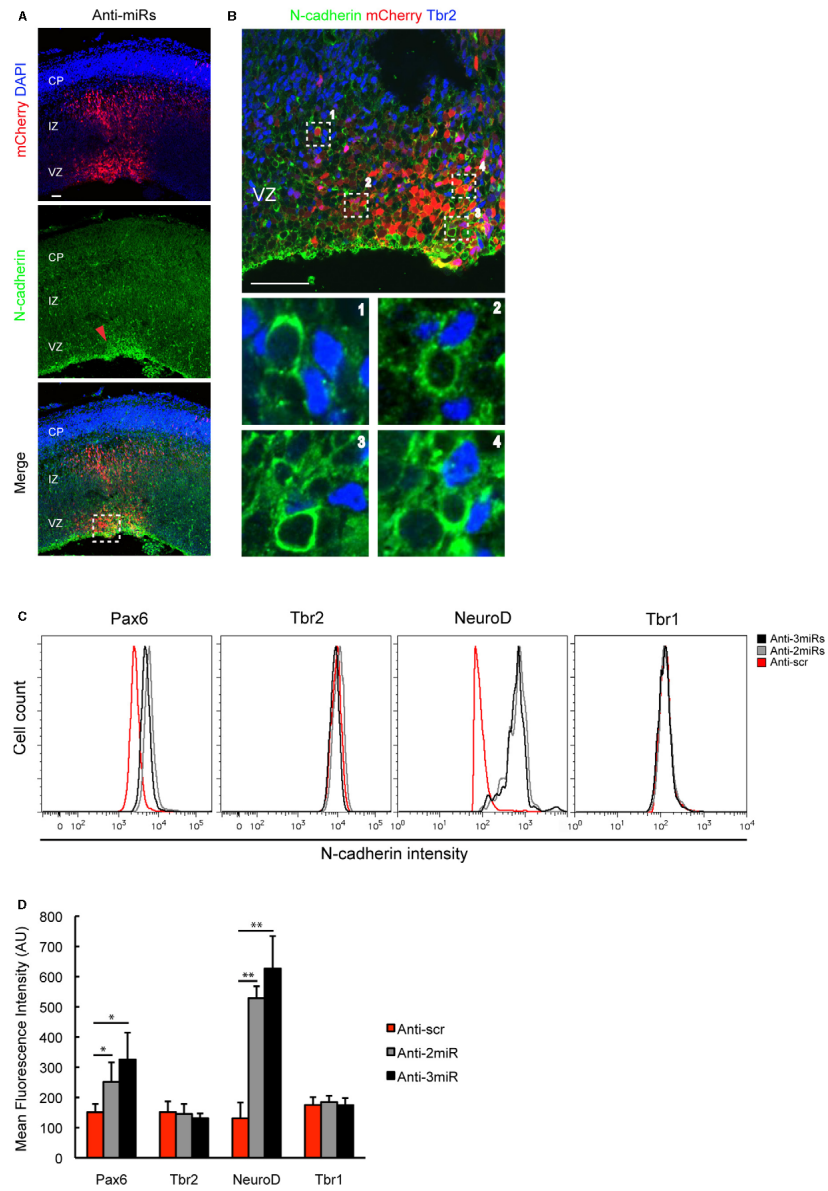 A
Anti-miRs
mCherry DAPI
CP
IZ
VZ
N-cadherin
CP
IZ
VZ
Merge
CP
IZ
VZ
B
N-cadherin mCherry Tbr2
1
2
4
3
VZ
1
2
3
4
C
Pax6
Tbr2
NeuroD
Tbr1
Cell count
0 10² 10³ 10⁴ 10⁵
0 10² 10³ 10⁴ 10⁵
10⁰ 10² 10³
10⁰ 10¹ 10² 10³ 10⁴
N-cadherin intensity
Anti-3miRs
Anti-2miRs
Anti-scr
D
Mean Fluorescence Intensity (AU)
800
700
600
500
400
300
200
100
0
*
*
**
**
Pax6
Tbr2
NeuroD
Tbr1
Anti-scr
Anti-2miR
Anti-3miR